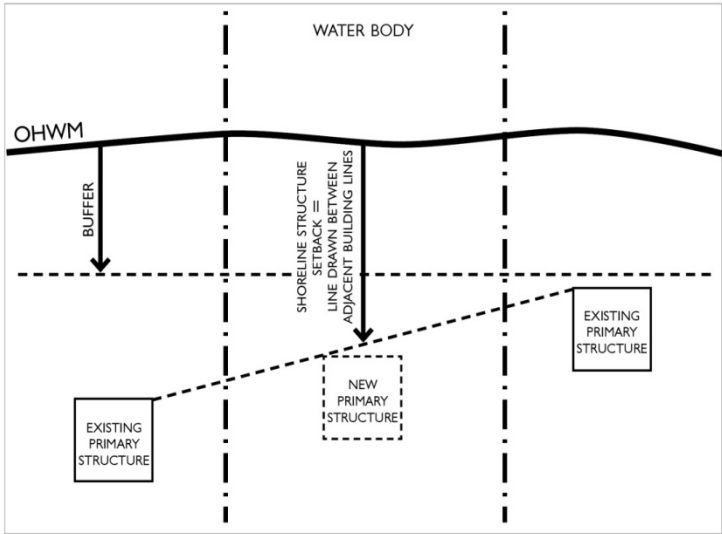 WATER BODY
OHWM
BUFFER
SHORELINE STRUCTURE
SETBACK =
LINE DRAWN BETWEEN
ADJACENT BUILDING LINES
EXISTING
PRIMARY
STRUCTURE
NEW
PRIMARY
STRUCTURE
EXISTING
PRIMARY
STRUCTURE